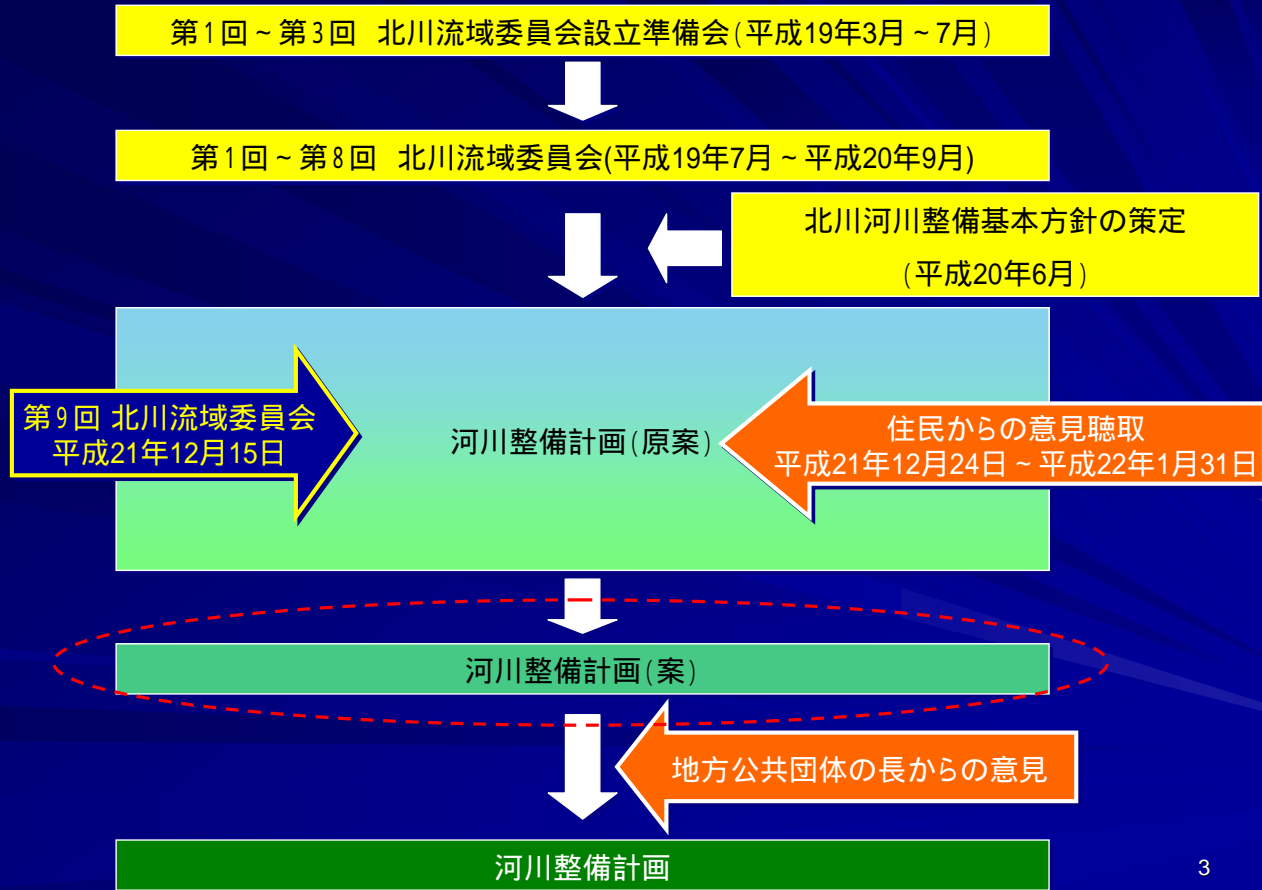 第1回～第3回 北川流域委員会設立準備会(平成19年3月～7月)
第1回～第8回 北川流域委員会(平成19年7月～平成20年9月)
北川河川整備基本方針の策定
(平成20年6月)
第9回 北川流域委員会
平成21年12月15日
河川整備計画(原案)
住民からの意見聴取
平成21年12月24日～平成22年1月31日
河川整備計画(案)
地方公共団体の長からの意見
河川整備計画
3